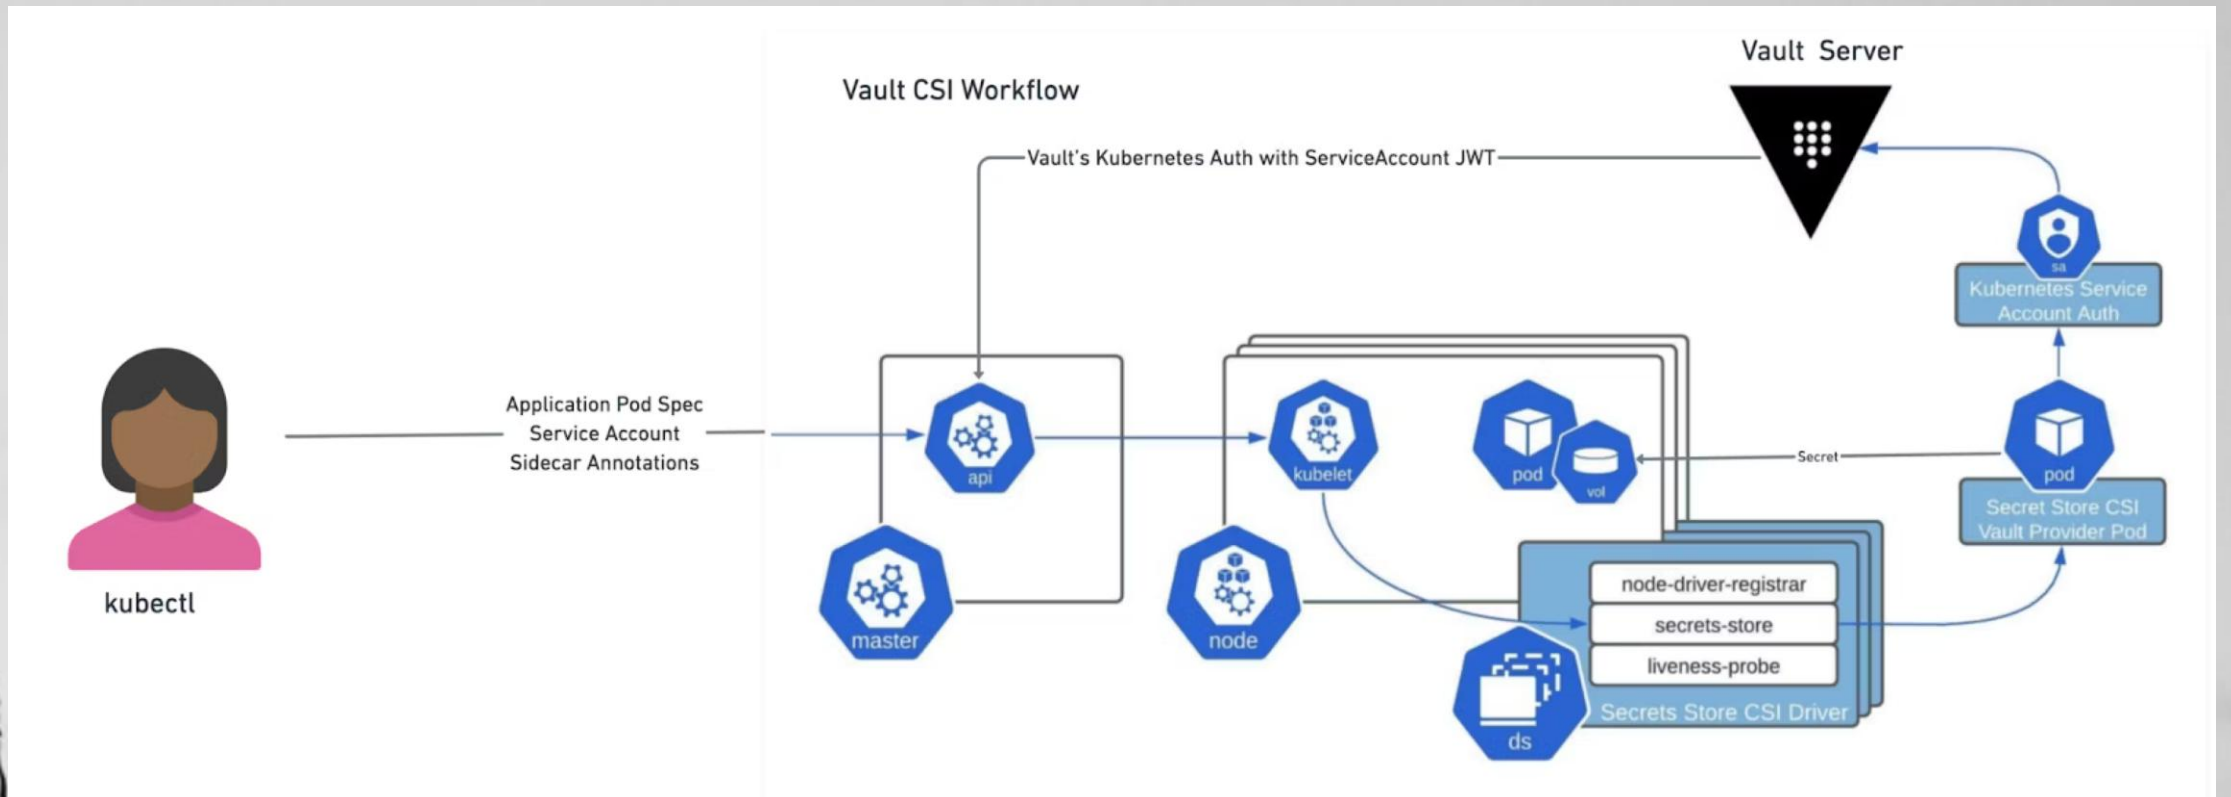 Vault Server
Vault CSI Workflow
Vault's Kubernetes Auth with ServiceAccount JWT
sa
Kubernetes Service
Account Auth
Application Pod Spec
Service Account
Sidecar Annotations
api
kubelet
pod
vol
Secret
pod
Secret Store CSI
Vault Provider Pod
kubectl
master
node
node-driver-registrar
secrets-store
liveness-probe
Secrets Store CSI Driver
ds